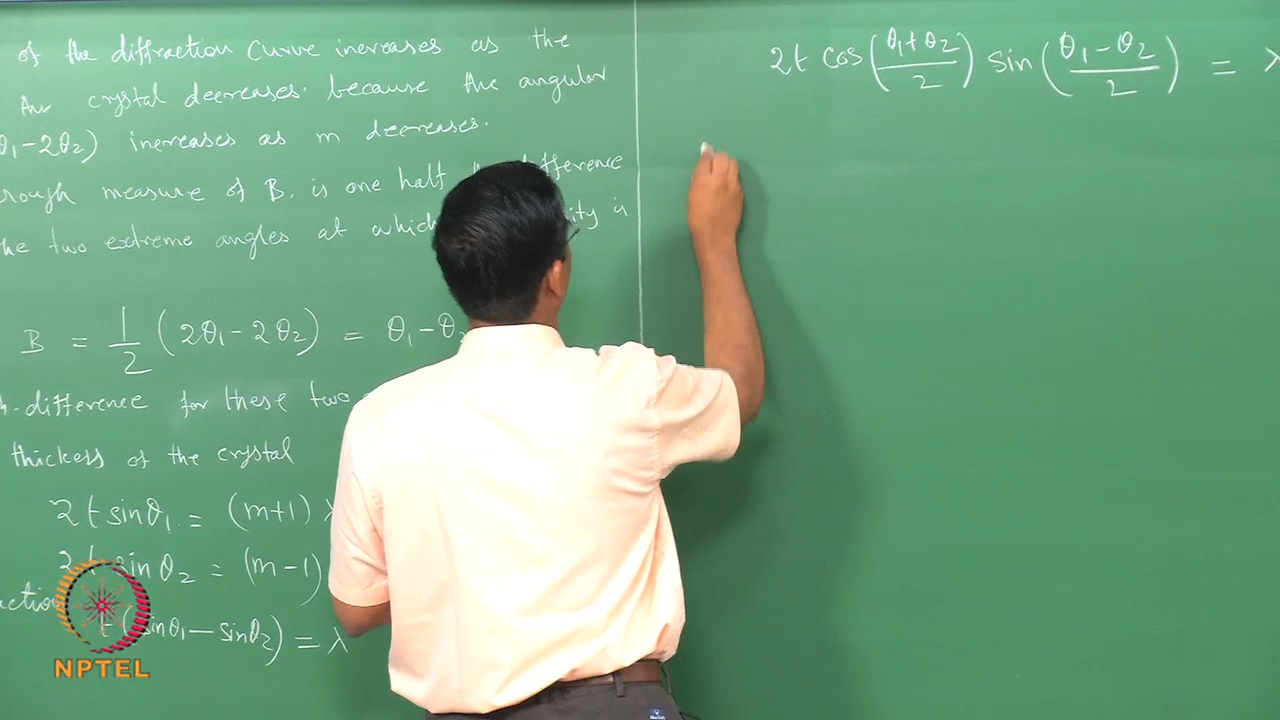 of the diffraction curve increases as the
the crystal decreases. because the angular
θ₁-2θ₂) increases as m decreases.
rough measure of B. is one half difference
the two extreme angles at which is
B = 1/2 (2θ₁ - 2θ₂) = θ₁-θ₂
difference for these two
thickess of the crystal
2t sinθ₁ = (m+1) λ
2t sinθ₂ = (m-1)
t(sinθ₁ - sinθ₂) = λ
NPTEL
2t cos((θ₁+θ₂)/2) sin((θ₁-θ₂)/2) = λ